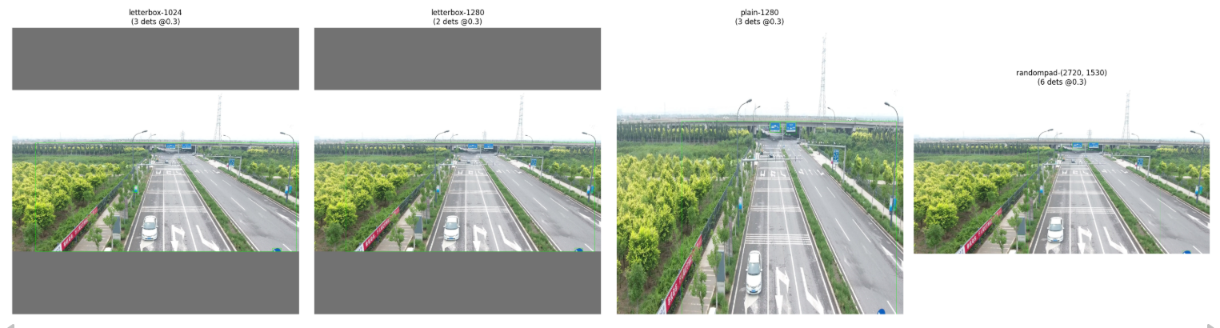 letterbox-1024
(3 dets @0.3)
letterbox-1280
(2 dets @0.3)
plain-1280
(3 dets @0.3)
randompad-(2720, 1530)
(6 dets @0.3)